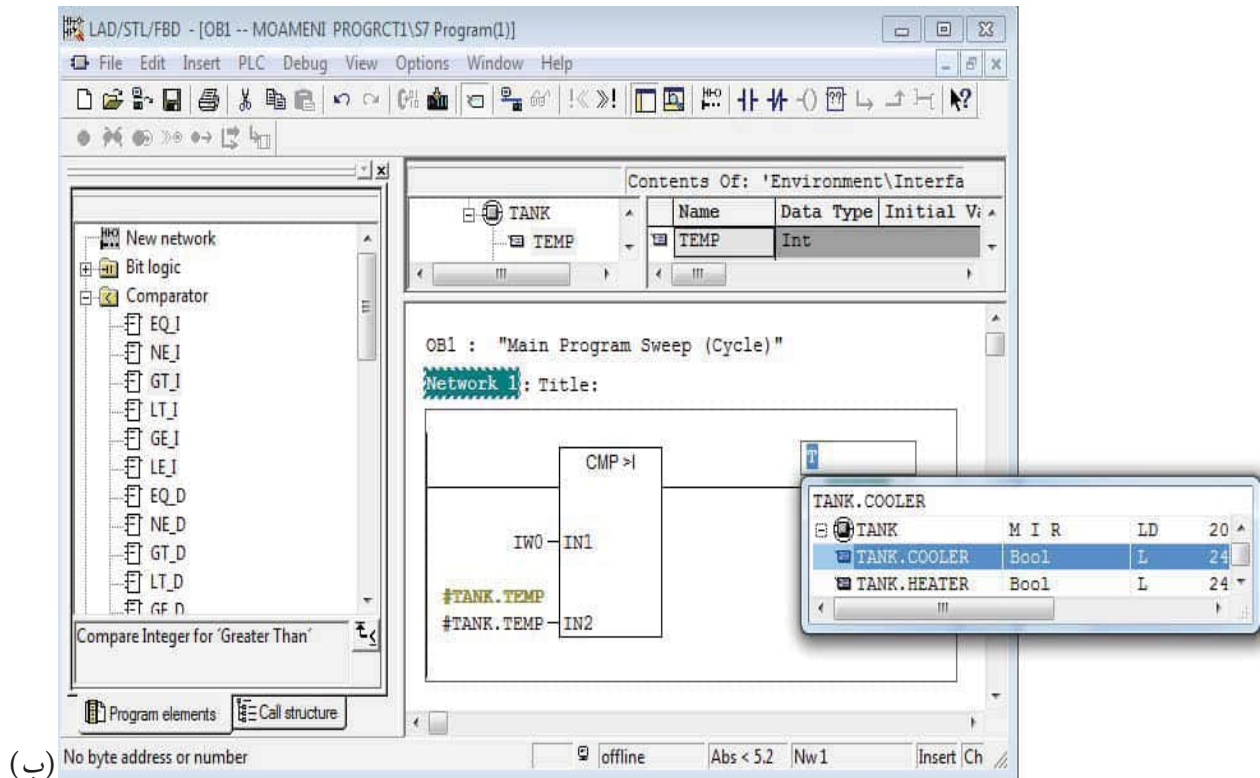 LAD/STL/FBD - [OB1 -- MOAMENI PROGRCT1\S7 Program(1)]
File Edit Insert PLC Debug View Options Window Help
Contents Of: 'Environment\Interfa
TANK
TEMP
Name Data Type Initial Va
TEMP Int
New network
Bit logic
Comparator
EQ_I
NE_I
GT_I
LT_I
GE_I
LE_I
EQ_D
NE_D
GT_D
LT_D
GE_D
Compare Integer for 'Greater Than'
Program elements Call structure
OB1 : "Main Program Sweep (Cycle)"
Network 1: Title:
CMP >I
T
IW0 IN1
#TANK.TEMP
#TANK.TEMP IN2
TANK.COOLER
TANK M I R LD 20
TANK.COOLER Bool L 24
TANK.HEATER Bool L 24
No byte address or number offline Abs < 5.2 Nw 1 Insert Ch
(ب)